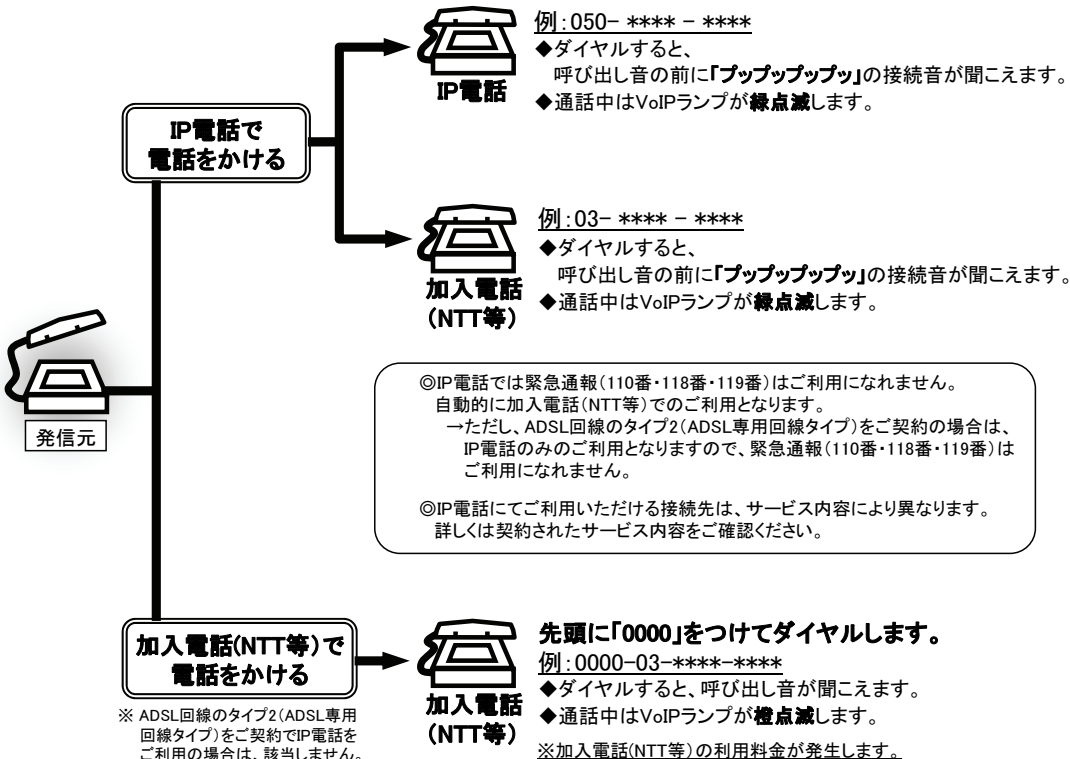 例:050- **** - ****
◆ダイヤルすると、
呼び出し音の前に「プップップップッ」の接続音が聞こえます。
◆通話中はVoIPランプが緑点滅します。
IP電話
IP電話で
電話をかける
例:03- **** - ****
◆ダイヤルすると、
呼び出し音の前に「プップップップッ」の接続音が聞こえます。
◆通話中はVoIPランプが緑点滅します。
加入電話
(NTT等)
発信元
◎IP電話では緊急通報(110番・118番・119番)はご利用になれません。
自動的に加入電話(NTT等)でのご利用となります。
→ただし、ADSL回線のタイプ2(ADSL専用回線タイプ)をご契約の場合は、
IP電話のみのご利用となりますので、緊急通報(110番・118番・119番)は
ご利用になれません。
◎IP電話にてご利用いただける接続先は、サービス内容により異なります。
詳しくは契約されたサービス内容をご確認ください。
加入電話(NTT等)で
電話をかける
※ ADSL回線のタイプ2(ADSL専用
回線タイプ)をご契約でIP電話を
ご利用の場合は、該当しません。
加入電話
(NTT等)
先頭に「0000」をつけてダイヤルします。
例:0000-03-****-****
◆ダイヤルすると、呼び出し音が聞こえます。
◆通話中はVoIPランプが橙点滅します。
※加入電話(NTT等)の利用料金が発生します。